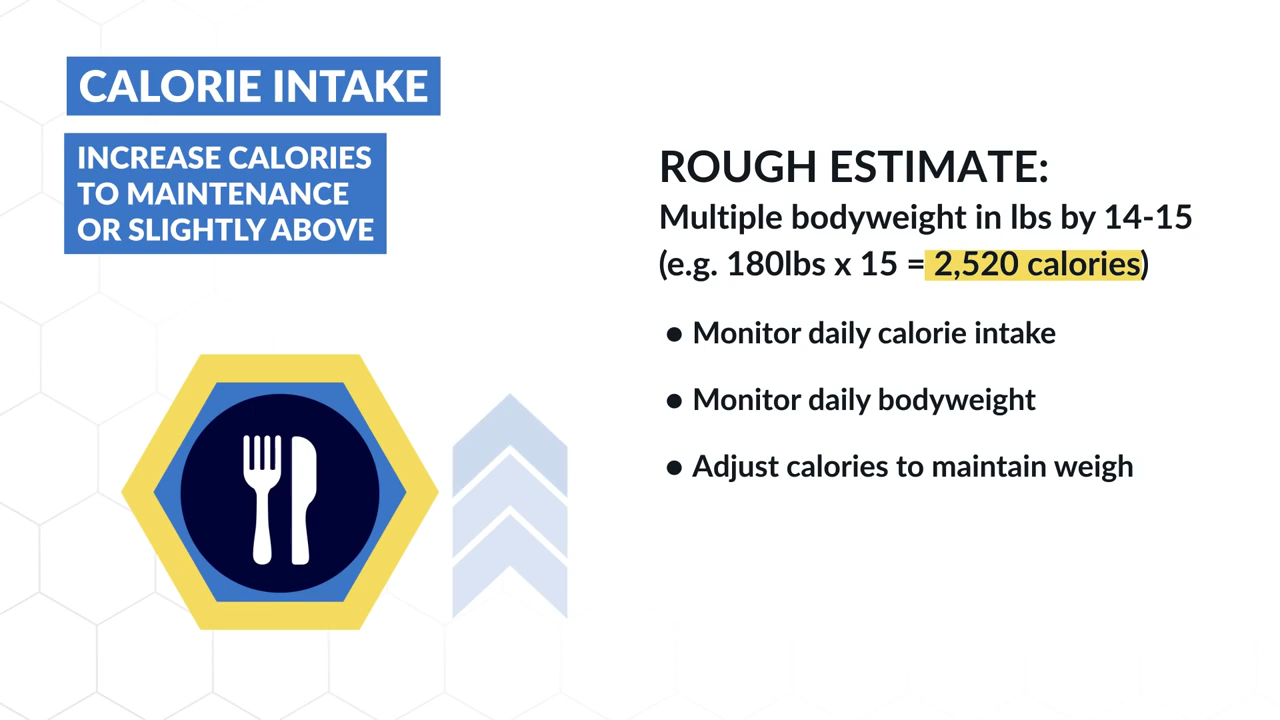 CALORIE INTAKE
INCREASE CALORIES
TO MAINTENANCE
OR SLIGHTLY ABOVE
ROUGH ESTIMATE:
Multiple bodyweight in lbs by 14-15
(e.g. 180lbs x 15 = 2,520 calories)
● Monitor daily calorie intake
● Monitor daily bodyweight
● Adjust calories to maintain weigh